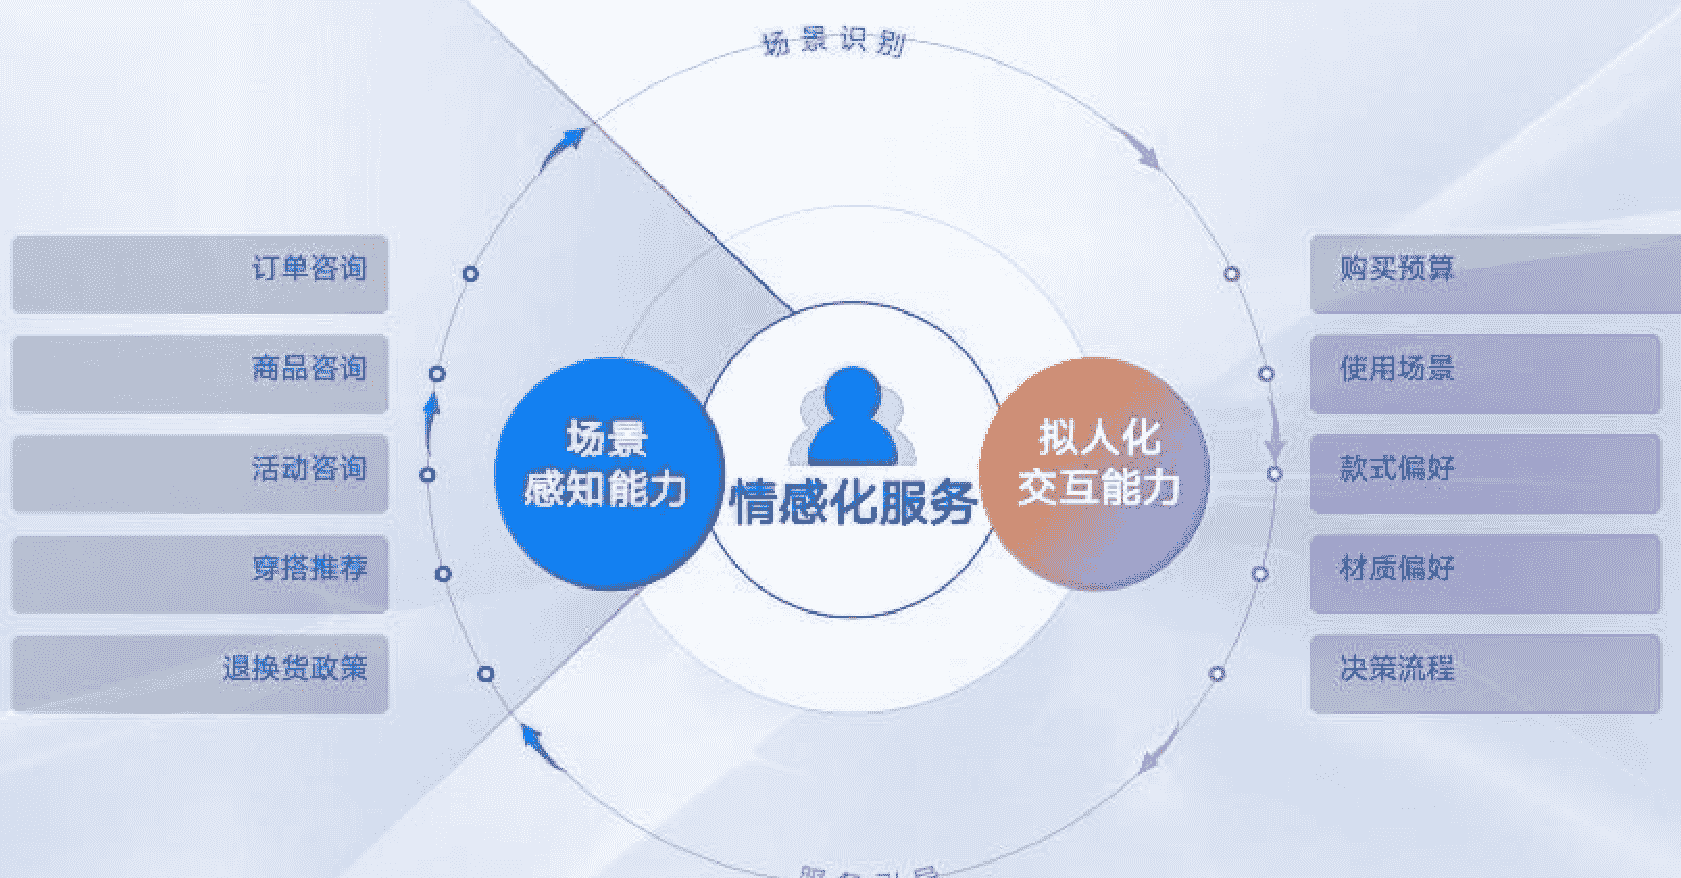 场景识别
订单咨询
商品咨询
活动咨询
穿搭推荐
退换货政策
场景
感知能力
情感化服务
拟人化
交互能力
购买预算
使用场景
款式偏好
材质偏好
决策流程